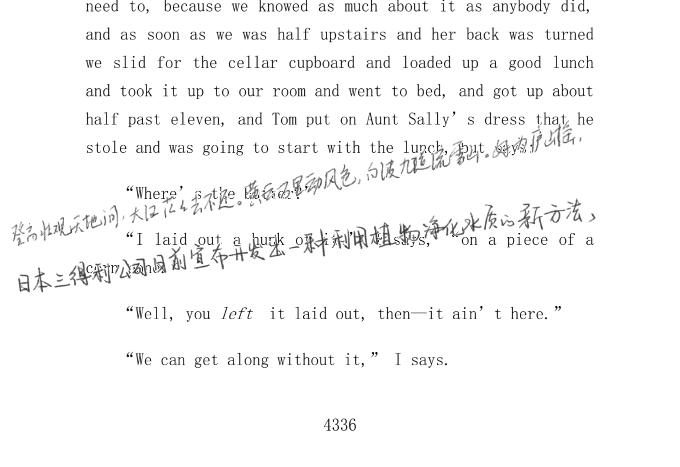 need to, because we knowed as much about it as anybody did,
and as soon as we was half upstairs and her back was turned
we slid for the cellar cupboard and loaded up a good lunch
and took it up to our room and went to bed, and got up about
half past eleven, and Tom put on Aunt Sally’s dress that he
stole and was going to start with the lunch, but says:
登高壮观天地间，大江茫茫去不还。黄云万里动风色，白波九道流雪山。好为庐山谣，
“Where’s the butter?”
“I laid out a hunk of it,” I says, “on a piece of a
日本三得利公司日前宣布开发出一种利用植物净化水质的新方法，
“Well, you left it laid out, then—it ain’t here.”
“We can get along without it,” I says.
4336